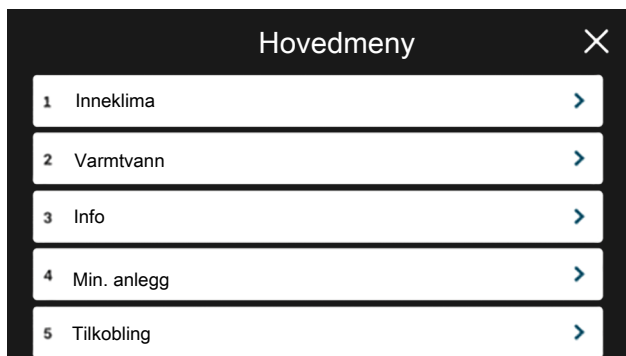 Hovedmeny
1 Inneklima
2 Varmtvann
3 Info
4 Min. anlegg
5 Tilkobling